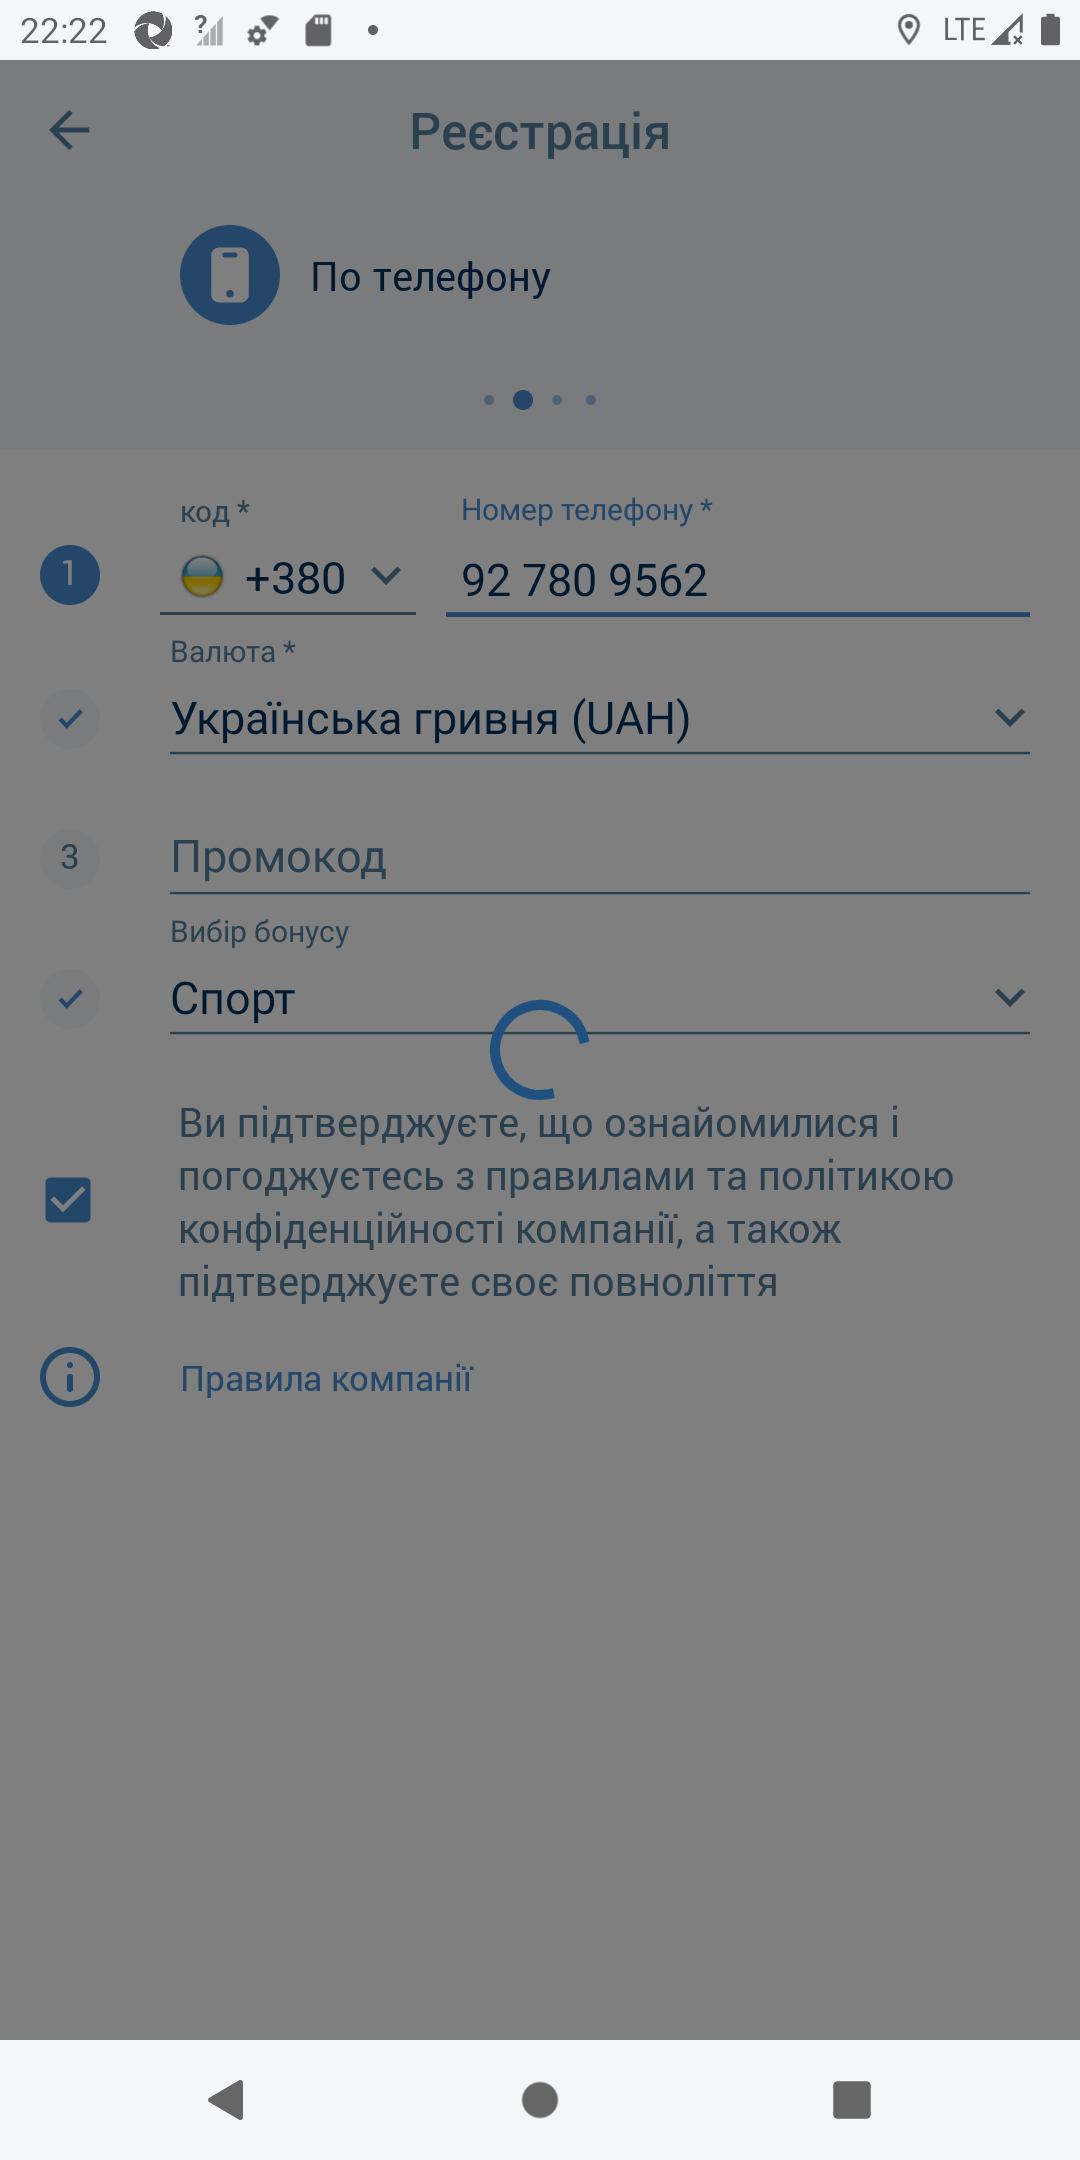 22:22
LTE
Реєстрація
По телефону
код *
Номер телефону *
1
+380
92 780 9562
Валюта *
Українська гривня (UAH)
3
Промокод
Вибір бонусу
Спорт
Ви підтверджуєте, що ознайомилися і
погоджуєтесь з правилами та політикою
конфіденційності компанії, а також
підтверджуєте своє повноліття
Правила компанії